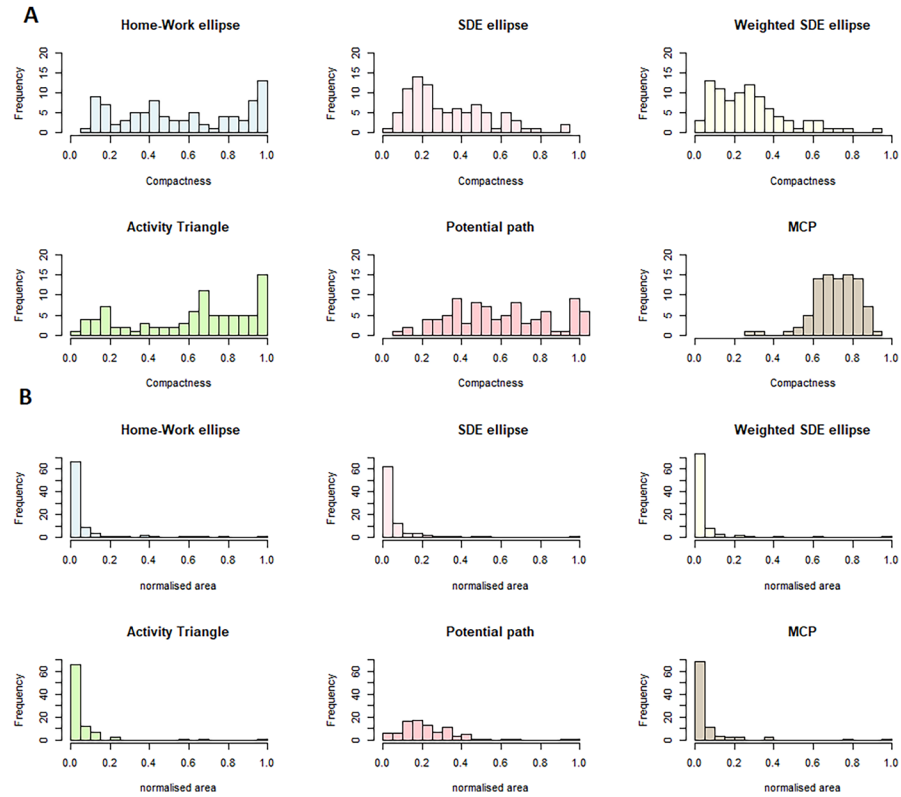 A
Home-Work ellipse SDE ellipse Weighted SDE ellipse
Frequency 0 5 10 15 20 Frequency 0 5 10 15 20 Frequency 0 5 10 15 20
0.0 0.2 0.4 0.6 0.8 1.0 0.0 0.2 0.4 0.6 0.8 1.0 0.0 0.2 0.4 0.6 0.8 1.0
Compactness Compactness Compactness
Activity Triangle Potential path MCP
Frequency 0 5 10 15 20 Frequency 0 5 10 15 20 Frequency 0 5 10 15 20
0.0 0.2 0.4 0.6 0.8 1.0 0.0 0.2 0.4 0.6 0.8 1.0 0.0 0.2 0.4 0.6 0.8 1.0
Compactness Compactness Compactness
B
Home-Work ellipse SDE ellipse Weighted SDE ellipse
Frequency 0 20 40 60 Frequency 0 20 40 60 Frequency 0 20 40 60
0.0 0.2 0.4 0.6 0.8 1.0 0.0 0.2 0.4 0.6 0.8 1.0 0.0 0.2 0.4 0.6 0.8 1.0
normalised area normalised area normalised area
Activity Triangle Potential path MCP
Frequency 0 20 40 60 Frequency 0 20 40 60 Frequency 0 20 40 60
0.0 0.2 0.4 0.6 0.8 1.0 0.0 0.2 0.4 0.6 0.8 1.0 0.0 0.2 0.4 0.6 0.8 1.0
normalised area normalised area normalised area